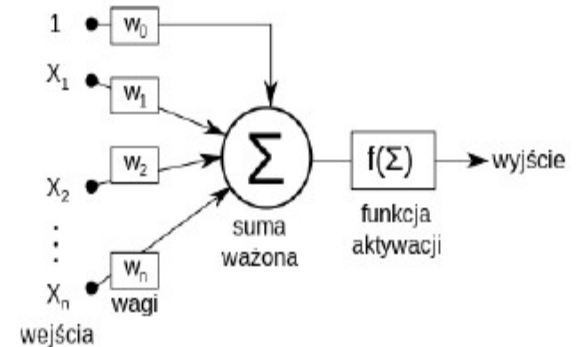 1 w₀
X₁ w₁
X₂ w₂
⋮
Xₙ wₙ
wejścia
wagi
Σ
suma
ważona
f(Σ)
funkcja
aktywacji
wyjście